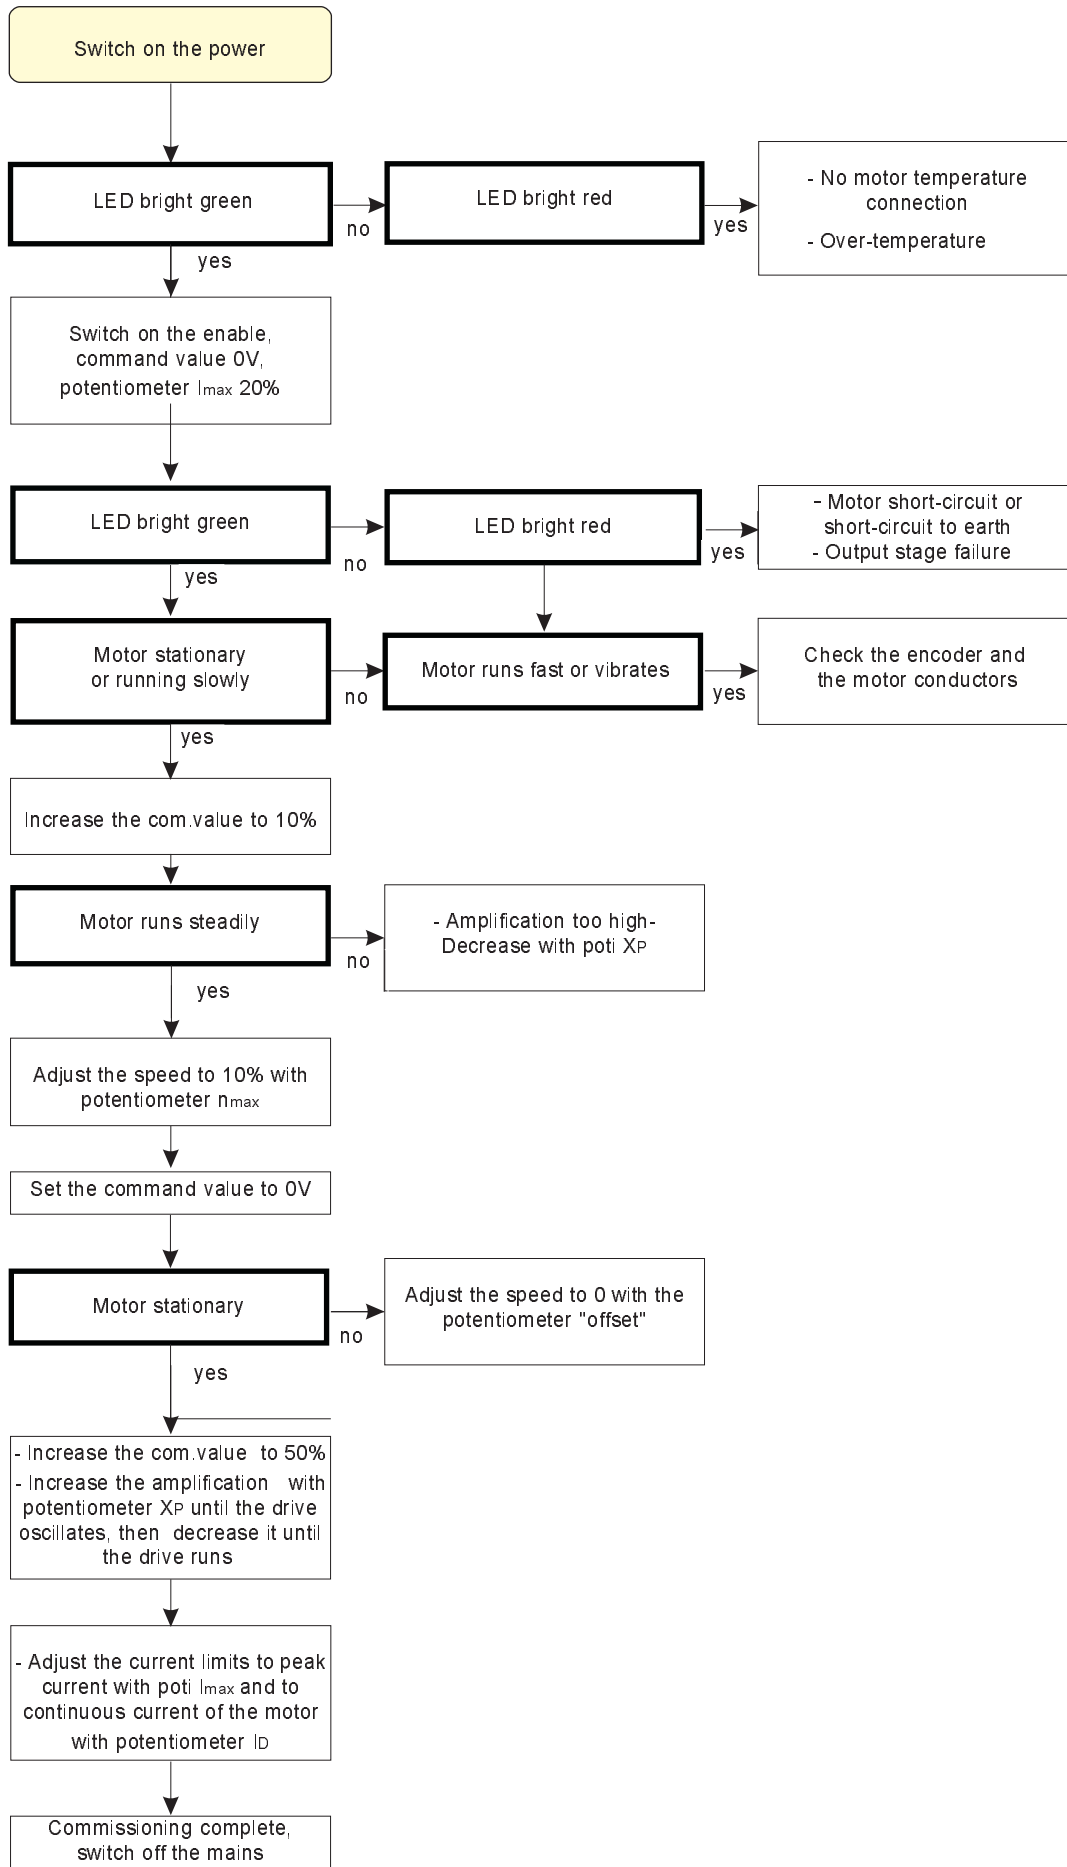 Switch on the power
LED bright green
no
LED bright red
yes
- No motor temperature
connection
- Over-temperature
yes
Switch on the enable,
command value 0V,
potentiometer Imax 20%
LED bright green
no
LED bright red
yes
- Motor short-circuit or
short-circuit to earth
- Output stage failure
yes
Motor stationary
or running slowly
no
Motor runs fast or vibrates
yes
Check the encoder and
the motor conductors
yes
Increase the com.value to 10%
Motor runs steadily
no
- Amplification too high-
Decrease with poti XP
yes
Adjust the speed to 10% with
potentiometer nmax
Set the command value to 0V
Motor stationary
no
Adjust the speed to 0 with the
potentiometer "offset"
yes
- Increase the com.value to 50%
- Increase the amplification with
potentiometer XP until the drive
oscillates, then decrease it until
the drive runs
- Adjust the current limits to peak
current with poti Imax and to
continuous current of the motor
with potentiometer ID
Commissioning complete,
switch off the mains